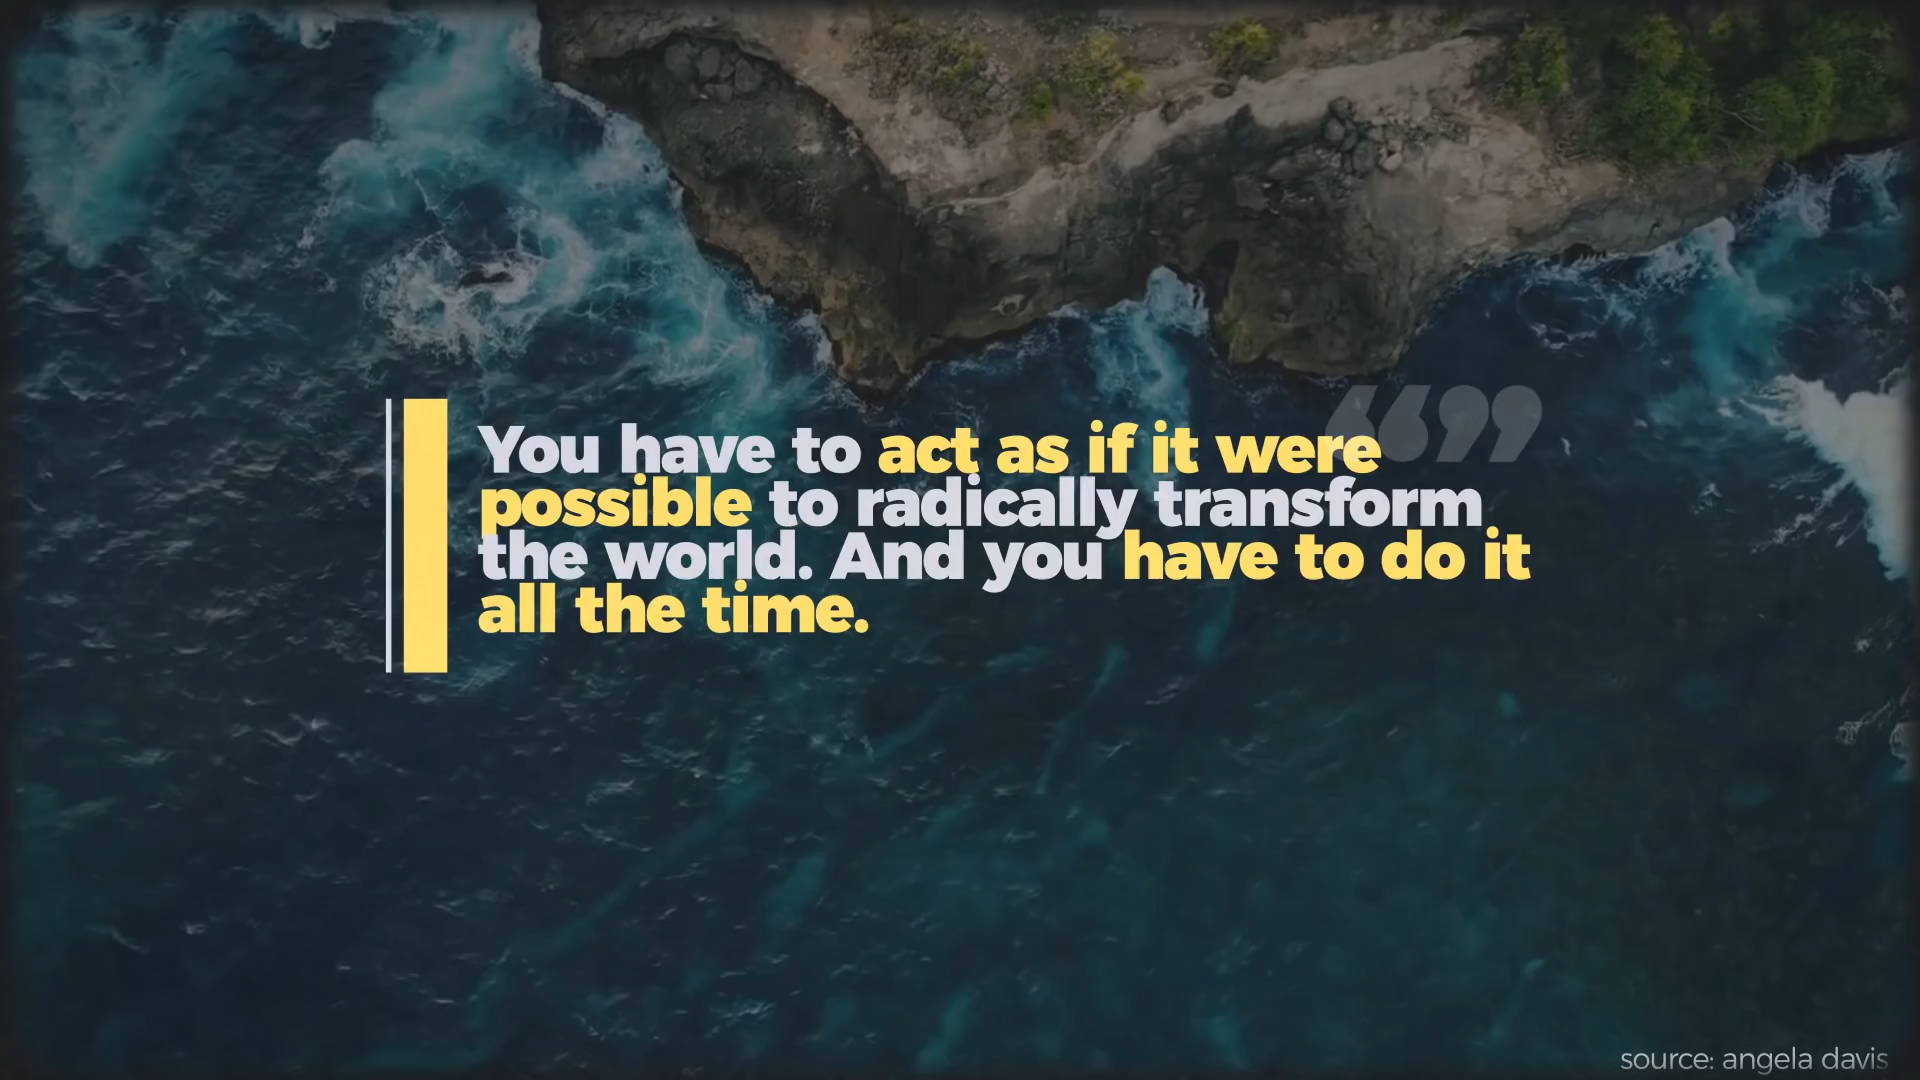 You have to act as if it were
possible to radically transform
the world. And you have to do it
all the time.
source: angela davis